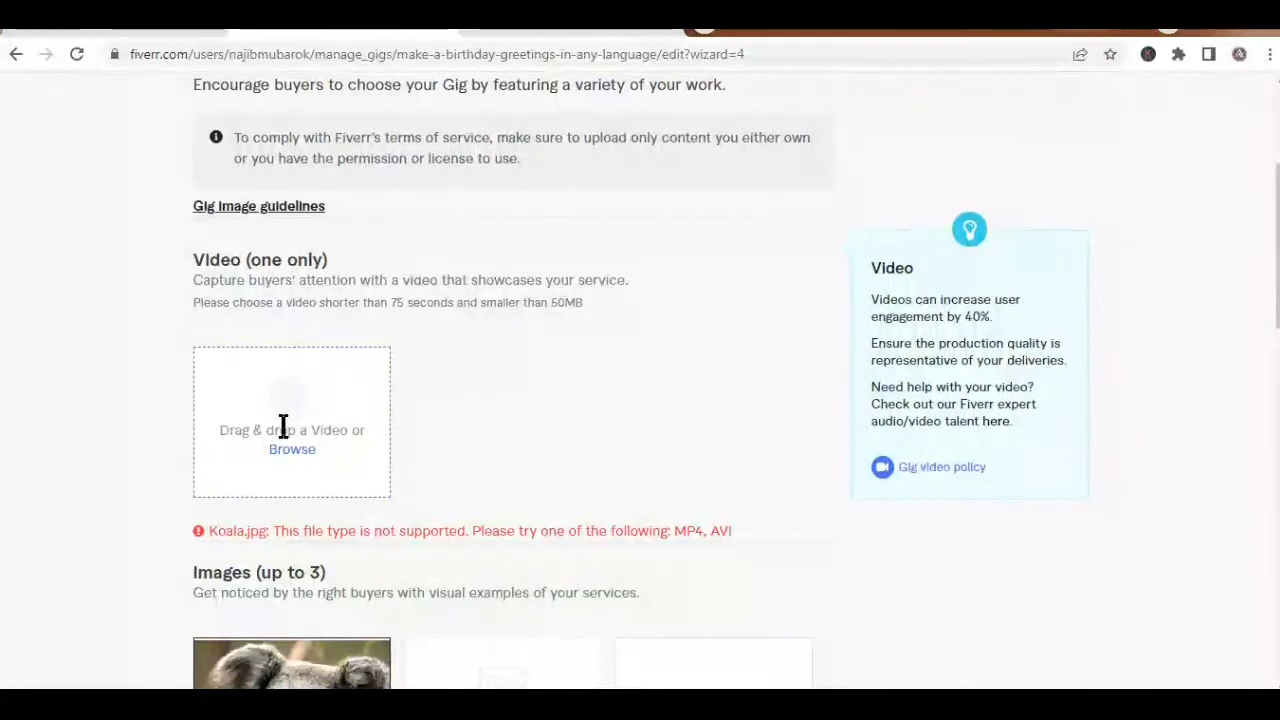 fiverr.com/users/najibmubarok/manage_gigs/make-a-birthday-greetings-in-any-language/edit?wizard=4
Encourage buyers to choose your Gig by featuring a variety of your work.
To comply with Fiverr's terms of service, make sure to upload only content you either own
or you have the permission or license to use.
Gig image guidelines
Video (one only)
Capture buyers' attention with a video that showcases your service.
Please choose a video shorter than 75 seconds and smaller than 50MB
Drag & drop a Video or
Browse
Koala.jpg: This file type is not supported. Please try one of the following: MP4, AVI
Images (up to 3)
Get noticed by the right buyers with visual examples of your services.
Video
Videos can increase user
engagement by 40%.
Ensure the production quality is
representative of your deliveries.
Need help with your video?
Check out our Fiverr expert
audio/video talent here.
Gig video policy